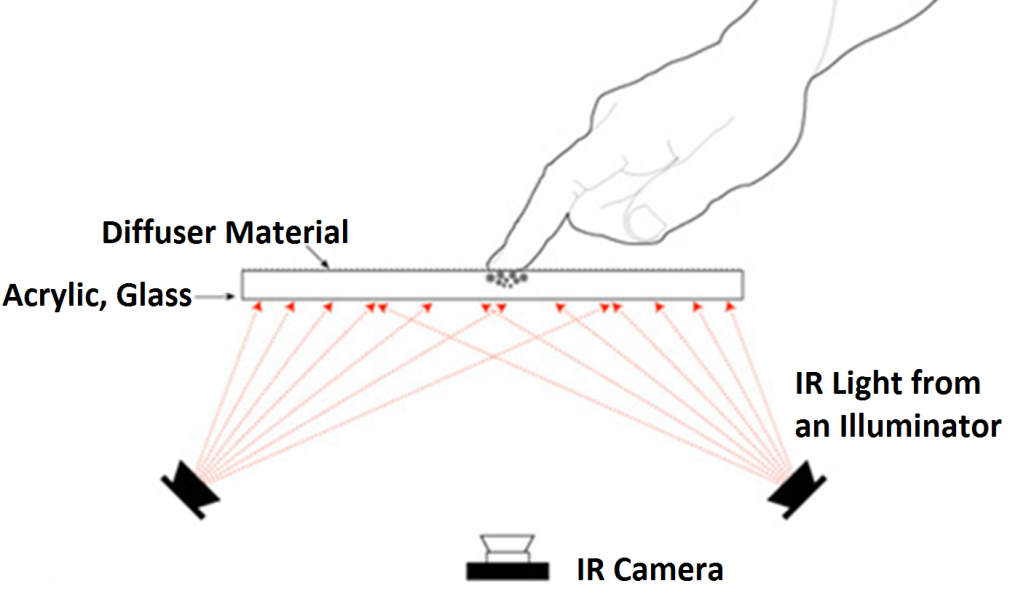 Diffuser Material
Acrylic, Glass
IR Light from
an Illuminator
IR Camera